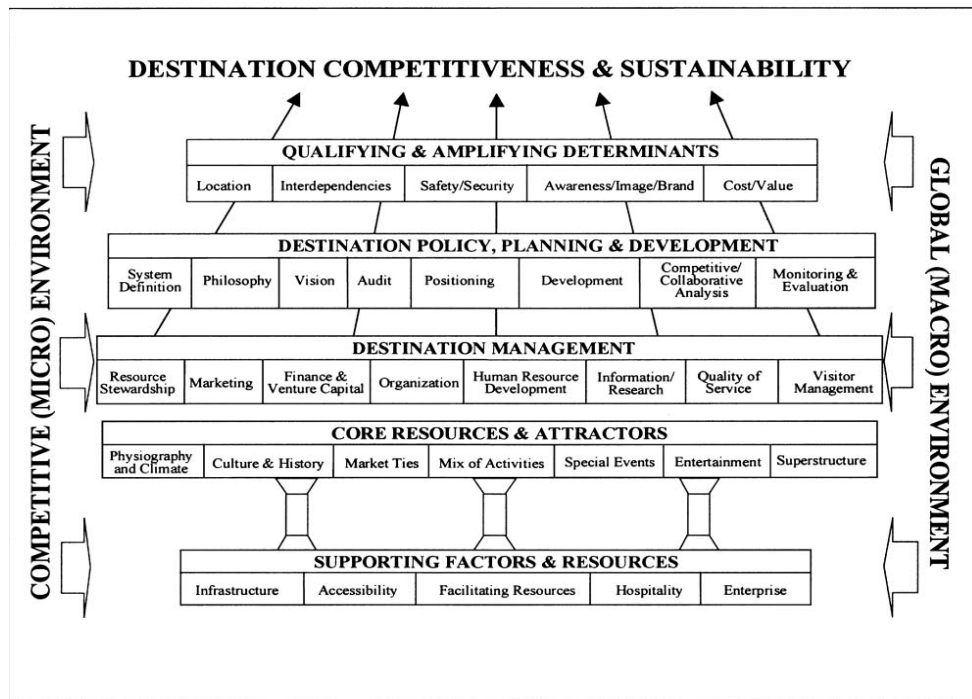 DESTINATION COMPETITIVENESS & SUSTAINABILITY
COMPETITIVE (MICRO) ENVIRONMENT
GLOBAL (MACRO) ENVIRONMENT
QUALIFYING & AMPLIFYING DETERMINANTS
Location Interdependencies Safety/Security Awareness/Image/Brand Cost/Value
DESTINATION POLICY, PLANNING & DEVELOPMENT
System
Definition
Philosophy
Vision
Audit
Positioning
Development
Competitive/
Collaborative
Analysis
Monitoring &
Evaluation
DESTINATION MANAGEMENT
Resource
Stewardship
Marketing
Finance &
Venture Capital
Organization
Human Resource
Development
Information/
Research
Quality of
Service
Visitor
Management
CORE RESOURCES & ATTRACTORS
Physiography
and Climate
Culture & History
Market Ties
Mix of Activities
Special Events
Entertainment
Superstructure
SUPPORTING FACTORS & RESOURCES
Infrastructure Accessibility Facilitating Resources Hospitality Enterprise